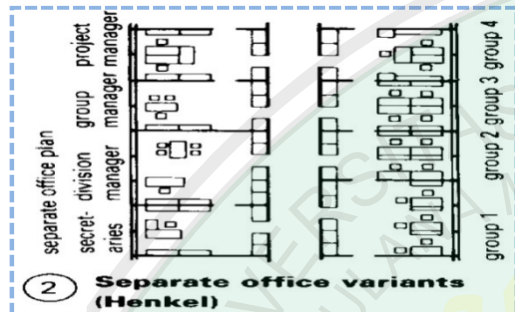 separate office plan
secret-
aries
division
manager
group
manager
project
manager
group 1
group 2
group 3
group 4
2 Separate office variants
(Henkel)